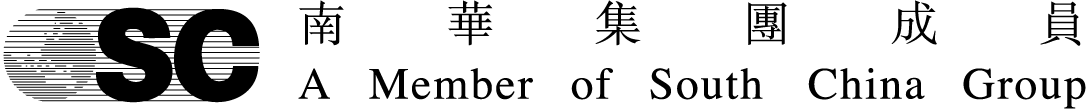 SC
南華集團成員
A Member of South China Group